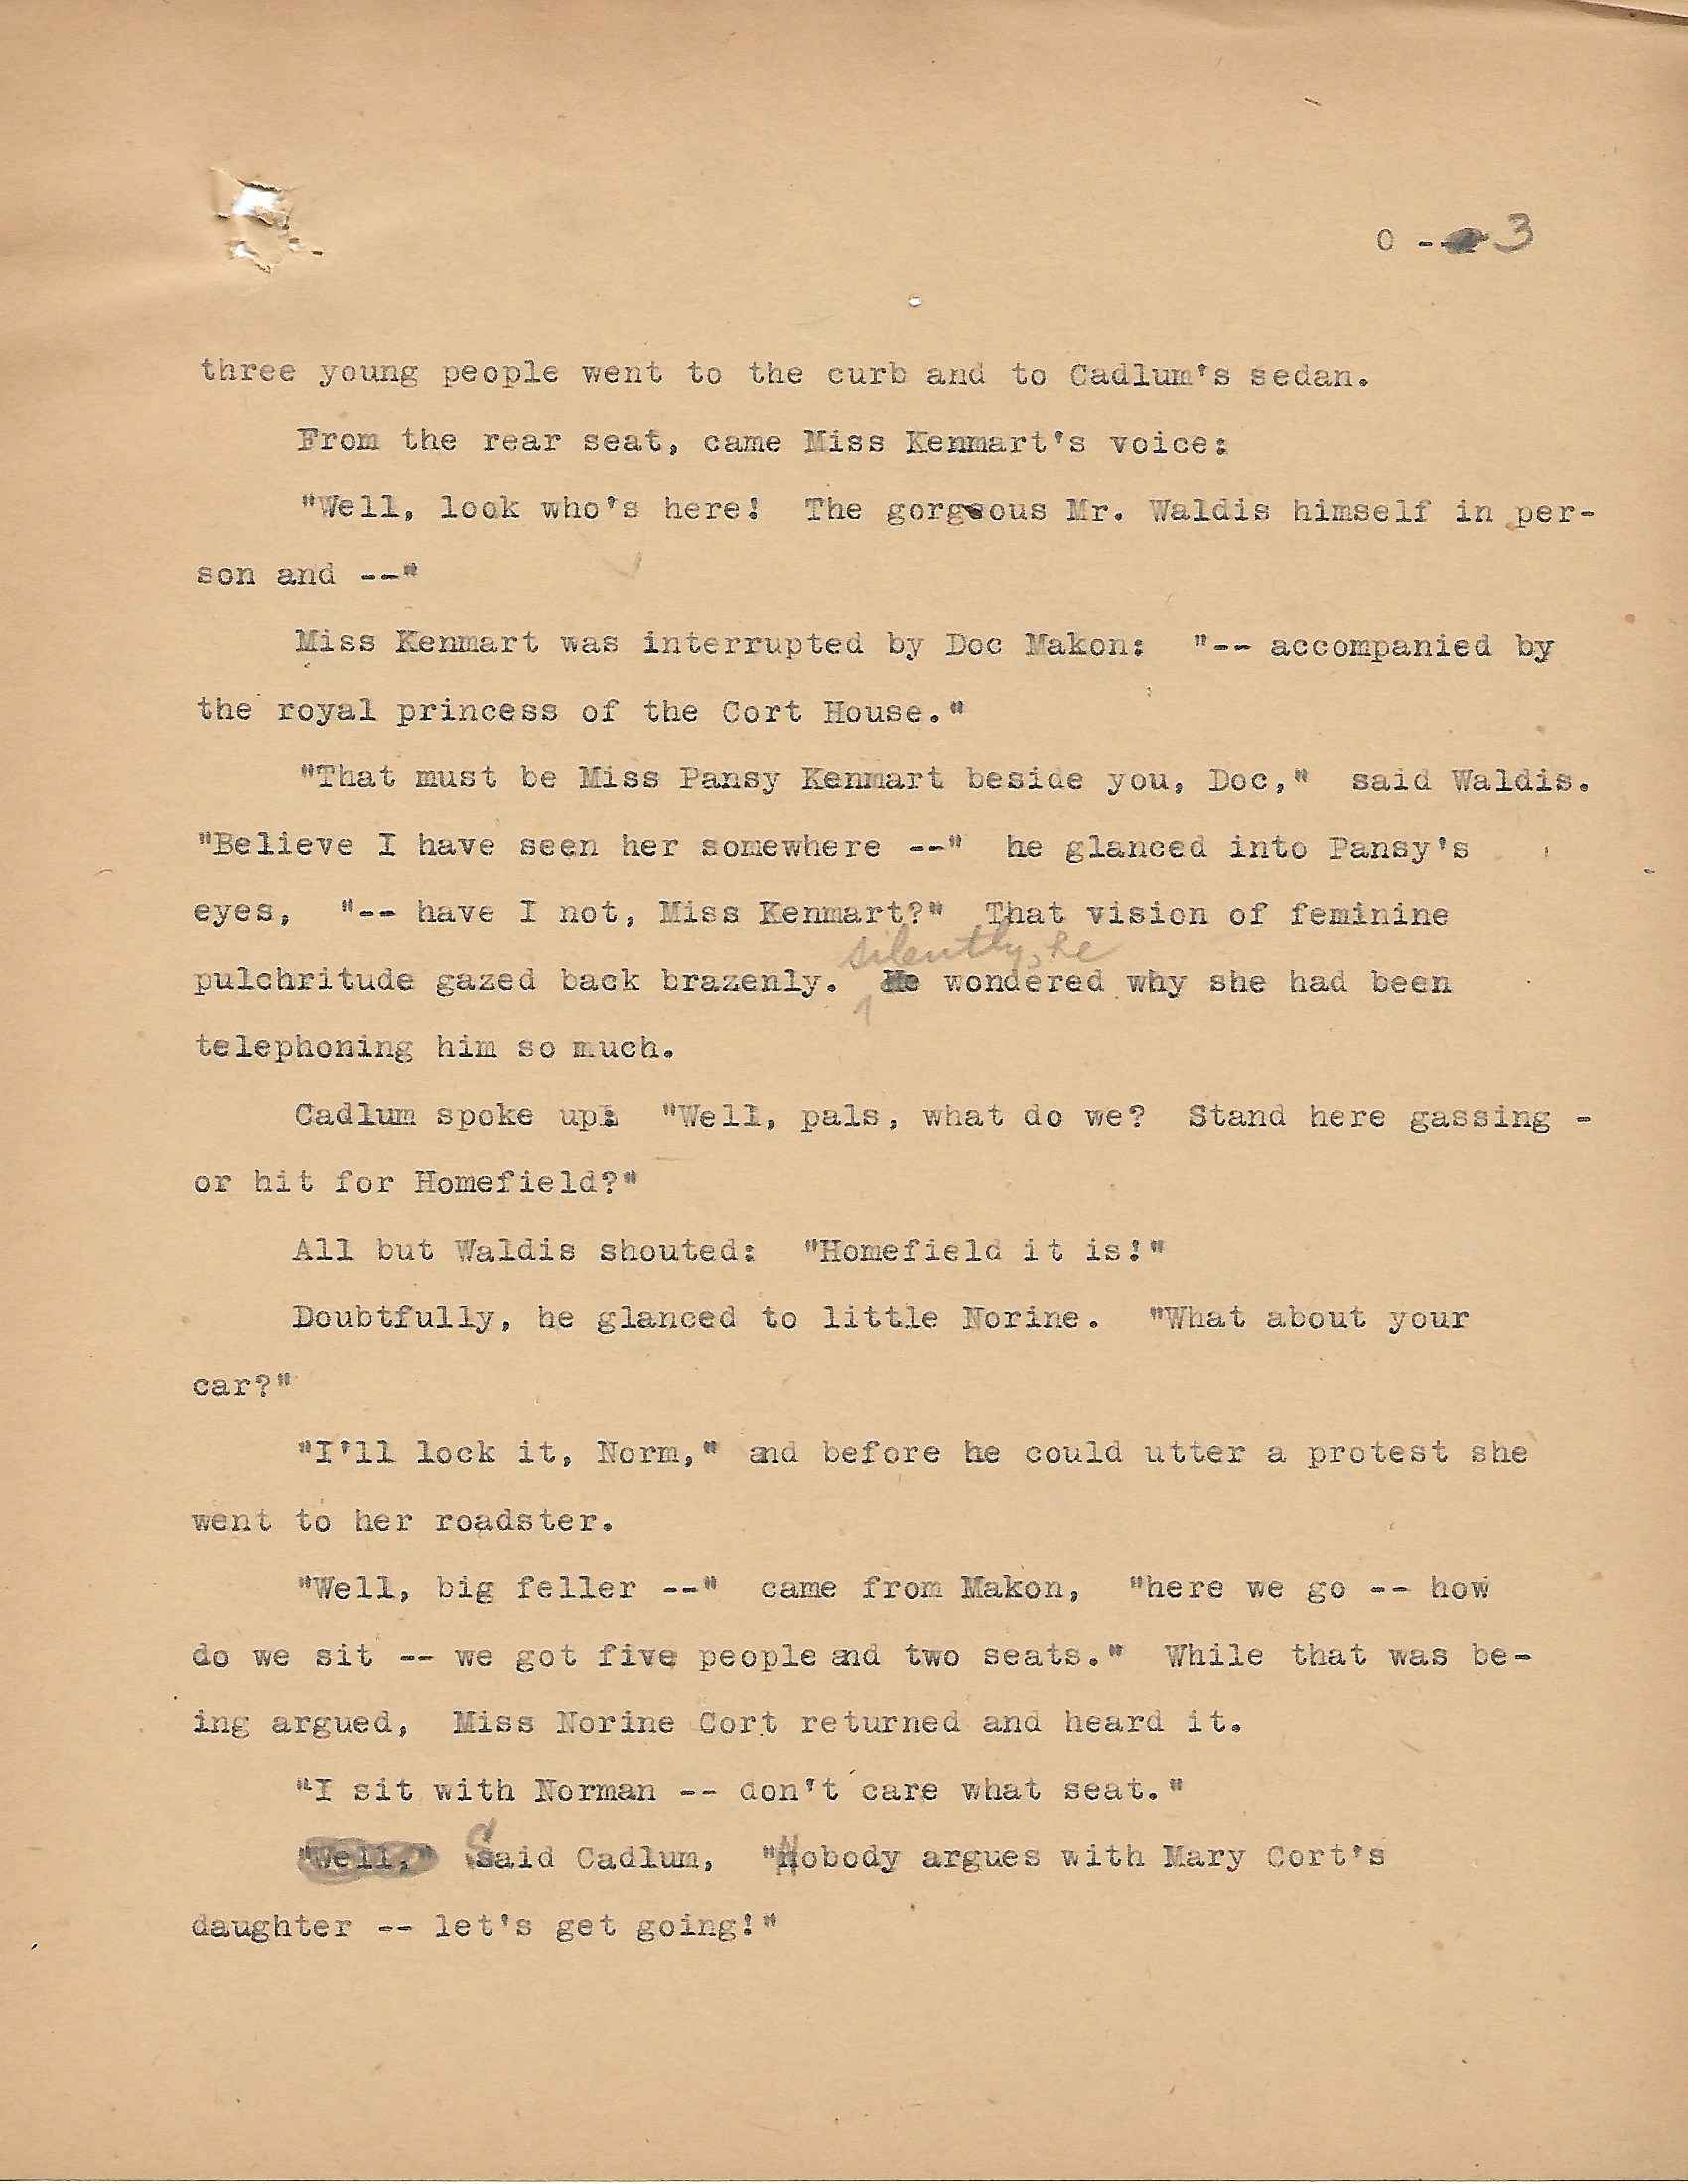 0 -- 3
three young people went to the curb and to Cadlum's sedan.
From the rear seat, came Miss Kenmart's voice:
"Well, look who's here! The gorgeous Mr. Waldis himself in per-
son and --"
Miss Kenmart was interrupted by Doc Makon: "-- accompanied by
the royal princess of the Cort House."
"That must be Miss Pansy Kenmart beside you, Doc," said Waldis.
"Believe I have seen her somewhere --" he glanced into Pansy's
eyes, "-- have I not, Miss Kenmart?" That vision of feminine
silently, he
pulchritude gazed back brazenly. He wondered why she had been
telephoning him so much.
Cadlum spoke up: "Well, pals, what do we? Stand here gassing -
or hit for Homefield?"
All but Waldis shouted: "Homefield it is!"
Doubtfully, he glanced to little Norine. "What about your
car?"
"I'll lock it, Norm," and before he could utter a protest she
went to her roadster.
"Well, big feller --" came from Makon, "here we go -- how
do we sit -- we got five people and two seats." While that was be-
ing argued, Miss Norine Cort returned and heard it.
"I sit with Norman -- don't care what seat."
"Well," Said Cadlum, "Nobody argues with Mary Cort's
daughter -- let's get going!"